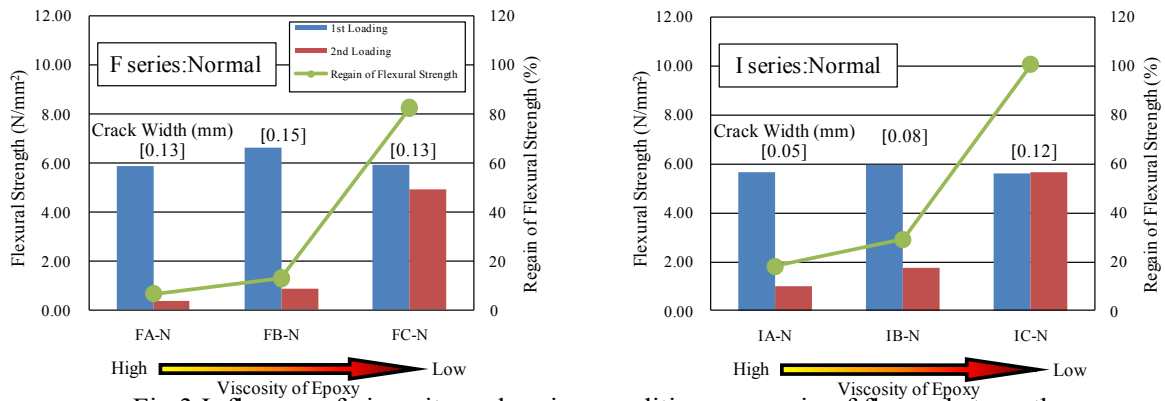 F series:Normal
1st Loading
2nd Loading
Regain of Flexural Strength
Flexural Strength (N/mm²)
12.00
10.00
8.00
6.00
4.00
2.00
0.00
Crack Width (mm)
[0.13]
[0.15]
[0.13]
120
100
80
60
40
20
0
Regain of Flexural Strength (%)
FA-N FB-N FC-N
High Low
Viscosity of Epoxy
I series:Normal
Flexural Strength (N/mm²)
12.00
10.00
8.00
6.00
4.00
2.00
0.00
Crack Width (mm)
[0.05]
[0.08]
[0.12]
120
100
80
60
40
20
0
Regain of Flexural Strength (%)
IA-N IB-N IC-N
High Low
Viscosity of Epoxy